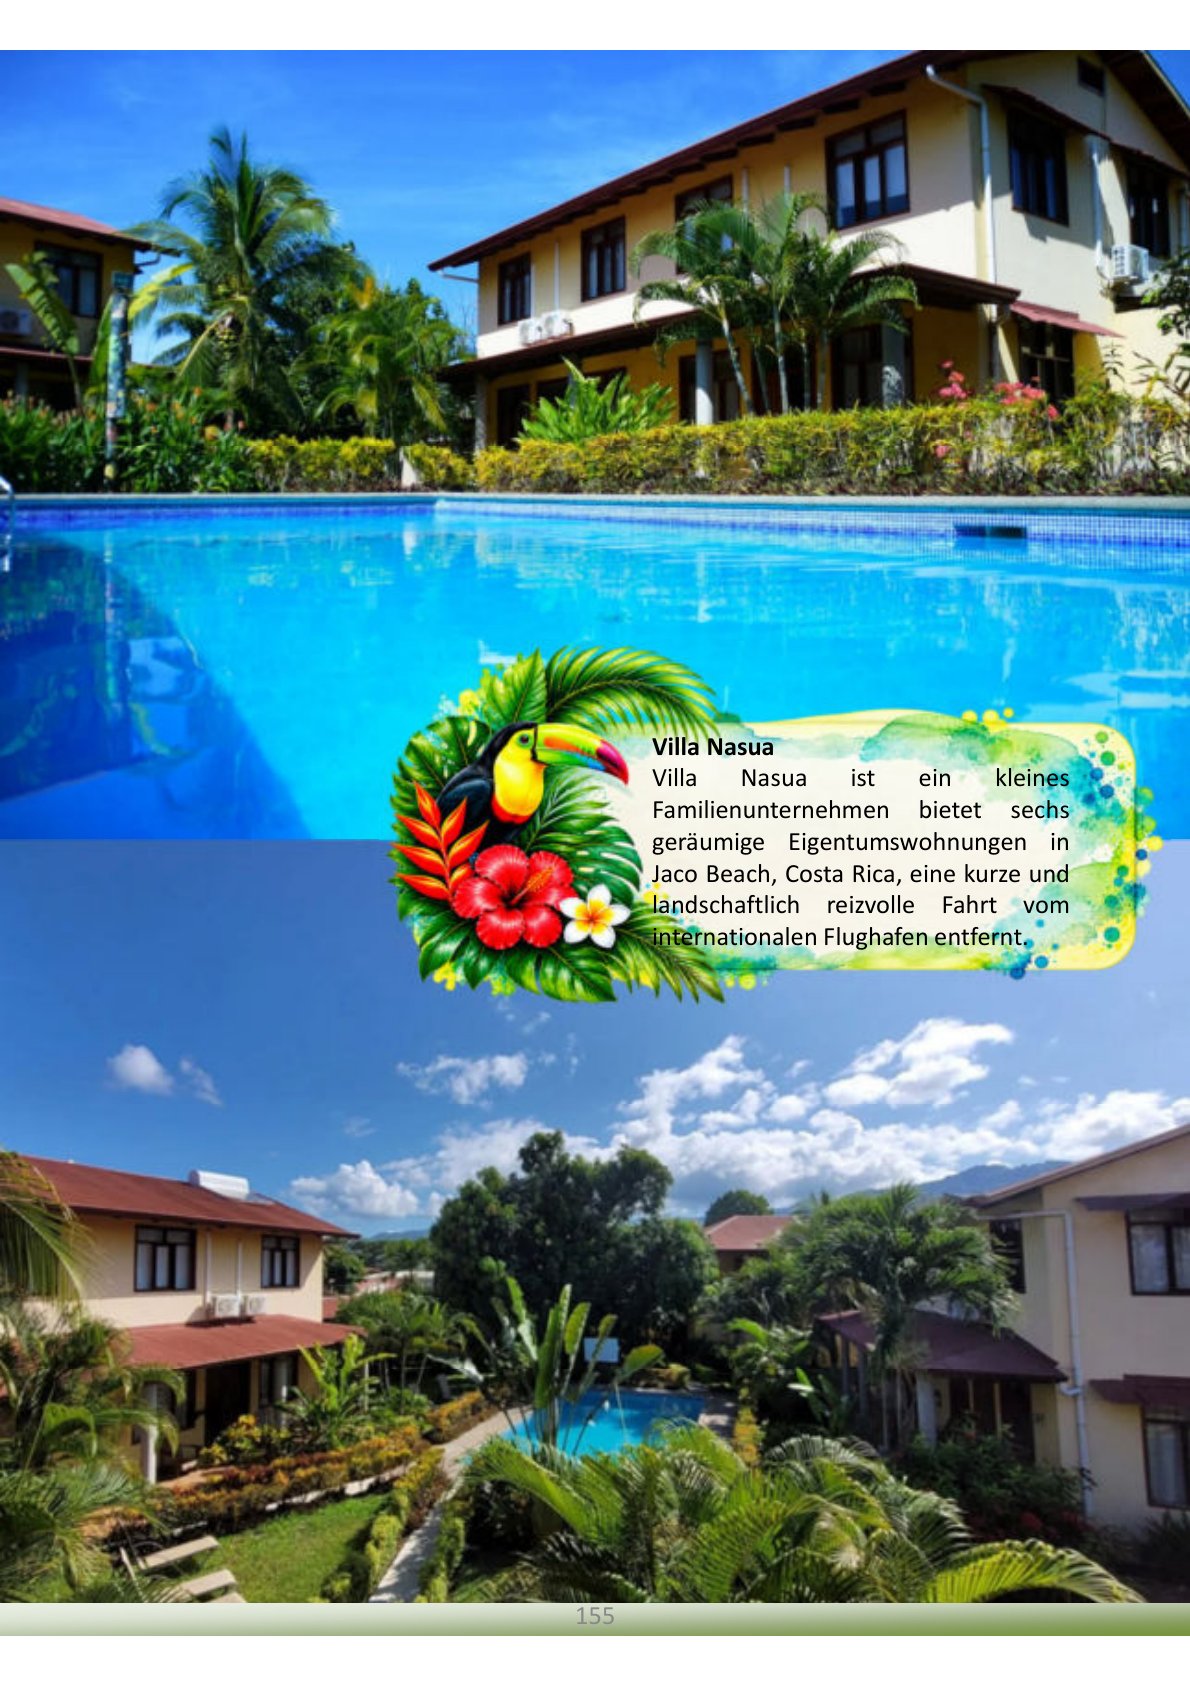 Villa Nasua
Villa Nasua ist ein kleines
Familienunternehmen bietet sechs
geräumige Eigentumswohnungen in
Jaco Beach, Costa Rica, eine kurze und
landschaftlich reizvolle Fahrt vom
internationalen Flughafen entfernt.
155